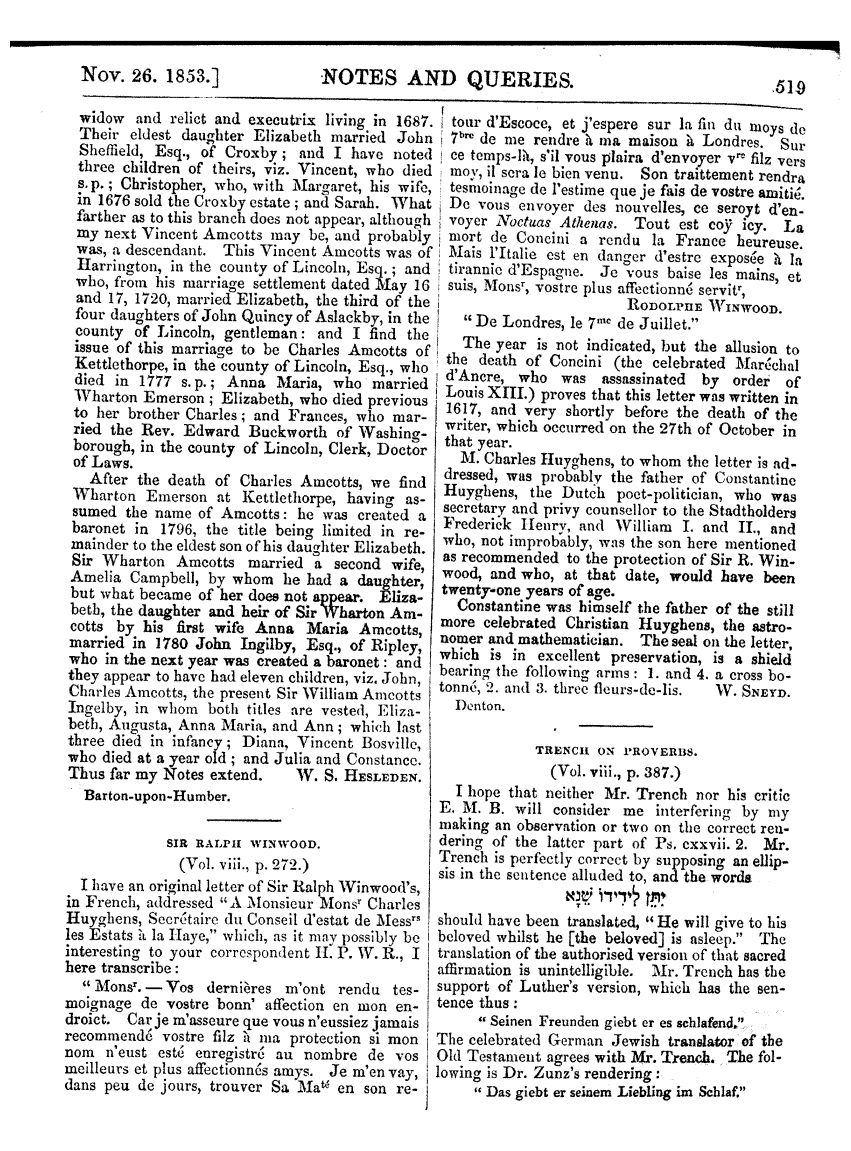 Nov. 26. 1853.] NOTES AND QUERIES. 519
widow and relict and executrix living in 1687.
Their eldest daughter Elizabeth married John
Sheffield, Esq., of Croxby; and I have noted
three children of theirs, viz. Vincent, who died
s. p.; Christopher, who, with Margaret, his wife,
in 1676 sold the Croxby estate; and Sarah. What
farther as to this branch does not appear, although
my next Vincent Amcotts may be, and probably
was, a descendant. This Vincent Amcotts was of
Harrington, in the county of Lincoln, Esq.; and
who, from his marriage settlement dated May 16
and 17, 1720, married Elizabeth, the third of the
four daughters of John Quincy of Aslackby, in the
county of Lincoln, gentleman: and I find the
issue of this marriage to be Charles Amcotts of
Kettlethorpe, in the county of Lincoln, Esq., who
died in 1777 s. p.; Anna Maria, who married
Wharton Emerson; Elizabeth, who died previous
to her brother Charles; and Frances, who mar-
ried the Rev. Edward Buckworth of Washing-
borough, in the county of Lincoln, Clerk, Doctor
of Laws.
After the death of Charles Amcotts, we find
Wharton Emerson at Kettlethorpe, having as-
sumed the name of Amcotts: he was created a
baronet in 1796, the title being limited in re-
mainder to the eldest son of his daughter Elizabeth.
Sir Wharton Amcotts married a second wife,
Amelia Campbell, by whom he had a daughter,
but what became of her does not appear. Eliza-
beth, the daughter and heir of Sir Wharton Am-
cotts by his first wife Anna Maria Amcotts,
married in 1780 John Ingilby, Esq., of Ripley,
who in the next year was created a baronet: and
they appear to have had eleven children, viz. John,
Charles Amcotts, the present Sir William Amcotts
Ingelby, in whom both titles are vested, Eliza-
beth, Augusta, Anna Maria, and Ann; which last
three died in infancy; Diana, Vincent Bosville,
who died at a year old; and Julia and Constance.
Thus far my Notes extend. W. S. HESLEDEN.
Barton-upon-Humber.
SIR RALPH WINWOOD.
(Vol. viii., p. 272.)
I have an original letter of Sir Ralph Winwood's,
in French, addressed "A Monsieur Monsr Charles
Huyghens, Secrétaire du Conseil d'estat de Messrs
les Estats à la Haye," which, as it may possibly be
interesting to your correspondent H. P. W. R., I
here transcribe:
"Monsr. — Vos dernières m'ont rendu tes-
moignage de vostre bonn' affection en mon en-
droict. Car je m'asseure que vous n'eussiez jamais
recommendé vostre filz à ma protection si mon
nom n'eust esté enregistré au nombre de vos
meilleurs et plus affectionnés amys. Je m'en vay,
dans peu de jours, trouver Sa Maté en son re-
tour d'Escoce, et j'espere sur la fin du moys de
7bre de me rendre à ma maison à Londres. Sur
ce temps-là, s'il vous plaira d'envoyer vre filz vers
moy, il sera le bien venu. Son traittement rendra
tesmoinage de l'estime que je fais de vostre amitié.
De vous envoyer des nouvelles, ce seroyt d'en-
voyer Noctuas Athenas. Tout est coÿ icy. La
mort de Concini a rendu la France heureuse.
Mais l'Italie est en danger d'estre exposée à la
tirannie d'Espagne. Je vous baise les mains, et
suis, Monsr, vostre plus affectionné servitr,
RODOLPHE WINWOOD.
"De Londres, le 7me de Juillet."
The year is not indicated, but the allusion to
the death of Concini (the celebrated Maréchal
d'Ancre, who was assassinated by order of
Louis XIII.) proves that this letter was written in
1617, and very shortly before the death of the
writer, which occurred on the 27th of October in
that year.
M. Charles Huyghens, to whom the letter is ad-
dressed, was probably the father of Constantine
Huyghens, the Dutch poet-politician, who was
secretary and privy counsellor to the Stadtholders
Frederick Henry, and William I. and II., and
who, not improbably, was the son here mentioned
as recommended to the protection of Sir R. Win-
wood, and who, at that date, would have been
twenty-one years of age.
Constantine was himself the father of the still
more celebrated Christian Huyghens, the astro-
nomer and mathematician. The seal on the letter,
which is in excellent preservation, is a shield
bearing the following arms: 1. and 4. a cross bo-
tonné, 2. and 3. three fleurs-de-lis. W. SNEYD.
Denton.
TRENCH ON PROVERBS.
(Vol. viii., p. 387.)
I hope that neither Mr. Trench nor his critic
E. M. B. will consider me interfering by my
making an observation or two on the correct ren-
dering of the latter part of Ps. cxxvii. 2. Mr.
Trench is perfectly correct by supposing an ellip-
sis in the sentence alluded to, and the words
יִתֵּן לִידִידוֹ שֵׁנָא
should have been translated, "He will give to his
beloved whilst he [the beloved] is asleep." The
translation of the authorised version of that sacred
affirmation is unintelligible. Mr. Trench has the
support of Luther's version, which has the sen-
tence thus:
"Seinen Freunden giebt er es schlafend."
The celebrated German Jewish translator of the
Old Testament agrees with Mr. Trench. The fol-
lowing is Dr. Zunz's rendering:
"Das giebt er seinem Liebling im Schlaf."